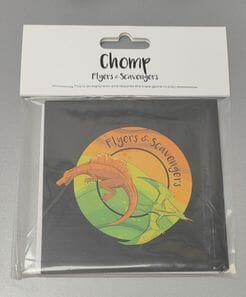 Chomp
Flyers & Scavengers
This is an expansion and requires the base game to play
Flyers & Scavengers